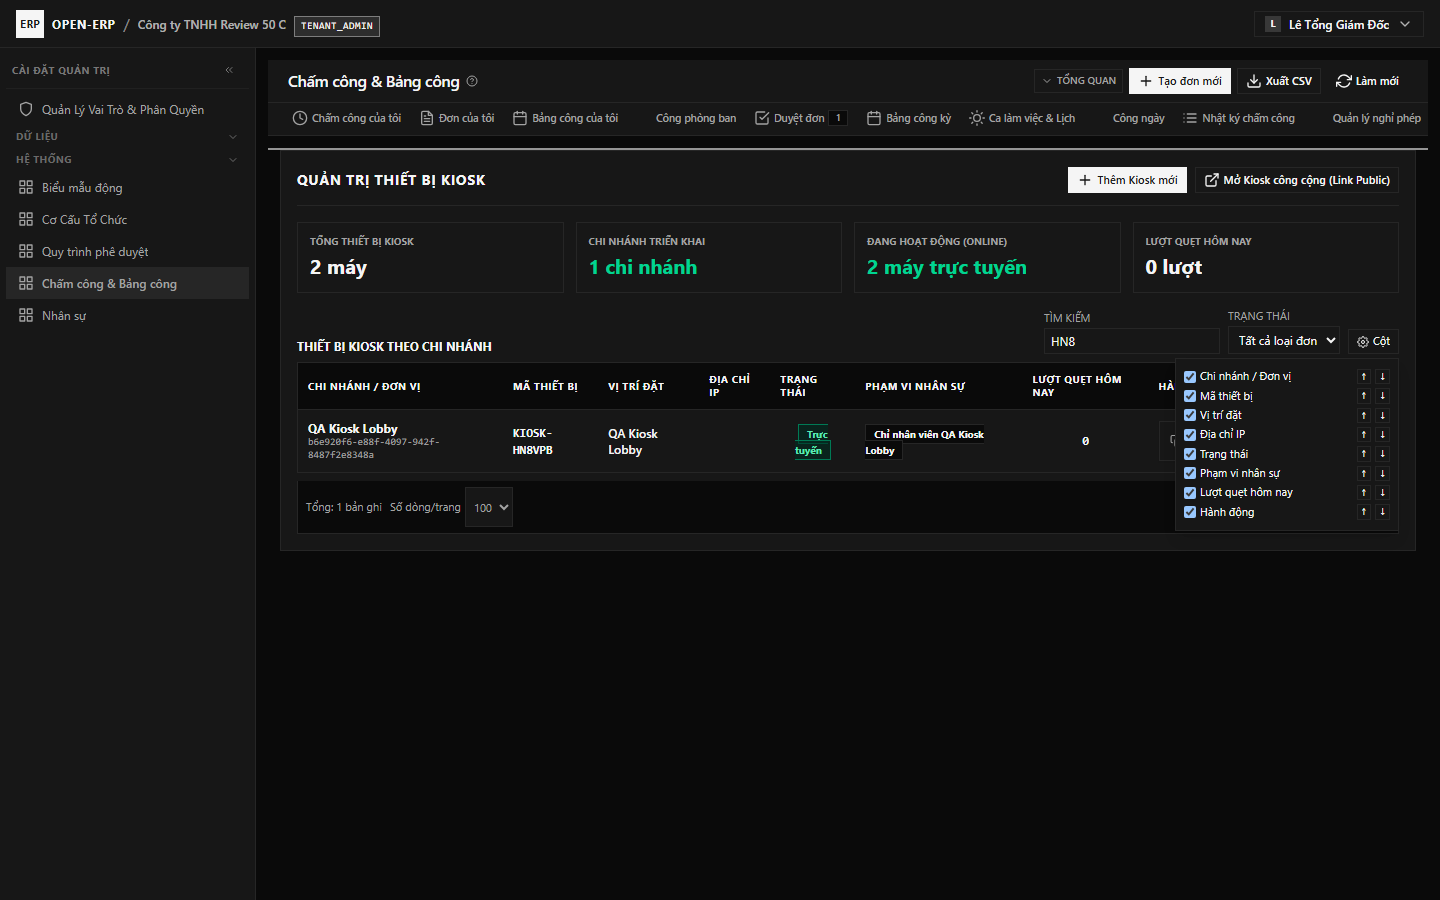 ERP OPEN-ERP / Công ty TNHH Review 50 C TENANT_ADMIN
L Lê Tổng Giám Đốc
CÀI ĐẶT QUẢN TRỊ
Quản Lý Vai Trò & Phân Quyền
DỮ LIỆU
HỆ THỐNG
Biểu mẫu động
Cơ Cấu Tổ Chức
Quy trình phê duyệt
Chấm công & Bảng công
Nhân sự
Chấm công & Bảng công
TỔNG QUAN
Tạo đơn mới
Xuất CSV
Làm mới
Chấm công của tôi
Đơn của tôi
Bảng công của tôi
Công phòng ban
Duyệt đơn 1
Bảng công kỳ
Ca làm việc & Lịch
Công ngày
Nhật ký chấm công
Quản lý nghỉ phép
QUẢN TRỊ THIẾT BỊ KIOSK
Thêm Kiosk mới
Mở Kiosk công cộng (Link Public)
TỔNG THIẾT BỊ KIOSK
2 máy
CHI NHÁNH TRIỂN KHAI
1 chi nhánh
ĐANG HOẠT ĐỘNG (ONLINE)
2 máy trực tuyến
LƯỢT QUẸT HÔM NAY
0 lượt
THIẾT BỊ KIOSK THEO CHI NHÁNH
TÌM KIẾM
HN8
TRẠNG THÁI
Tất cả loại đơn
Cột
CHI NHÁNH / ĐƠN VỊ
MÃ THIẾT BỊ
VỊ TRÍ ĐẶT
ĐỊA CHỈ
IP
TRẠNG
THÁI
PHẠM VI NHÂN SỰ
LƯỢT QUẸT HÔM
NAY
HÀ
QA Kiosk Lobby
b6e920f6-e88f-4097-942f-
8487f2e8348a
KIOSK-
HN8VPB
QA Kiosk
Lobby
Trực
tuyến
Chỉ nhân viên QA Kiosk
Lobby
0
Tổng: 1 bản ghi Số dòng/trang 100
Chi nhánh / Đơn vị ↑ ↓
Mã thiết bị ↑ ↓
Vị trí đặt ↑ ↓
Địa chỉ IP ↑ ↓
Trạng thái ↑ ↓
Phạm vi nhân sự ↑ ↓
Lượt quẹt hôm nay ↑ ↓
Hành động ↑ ↓